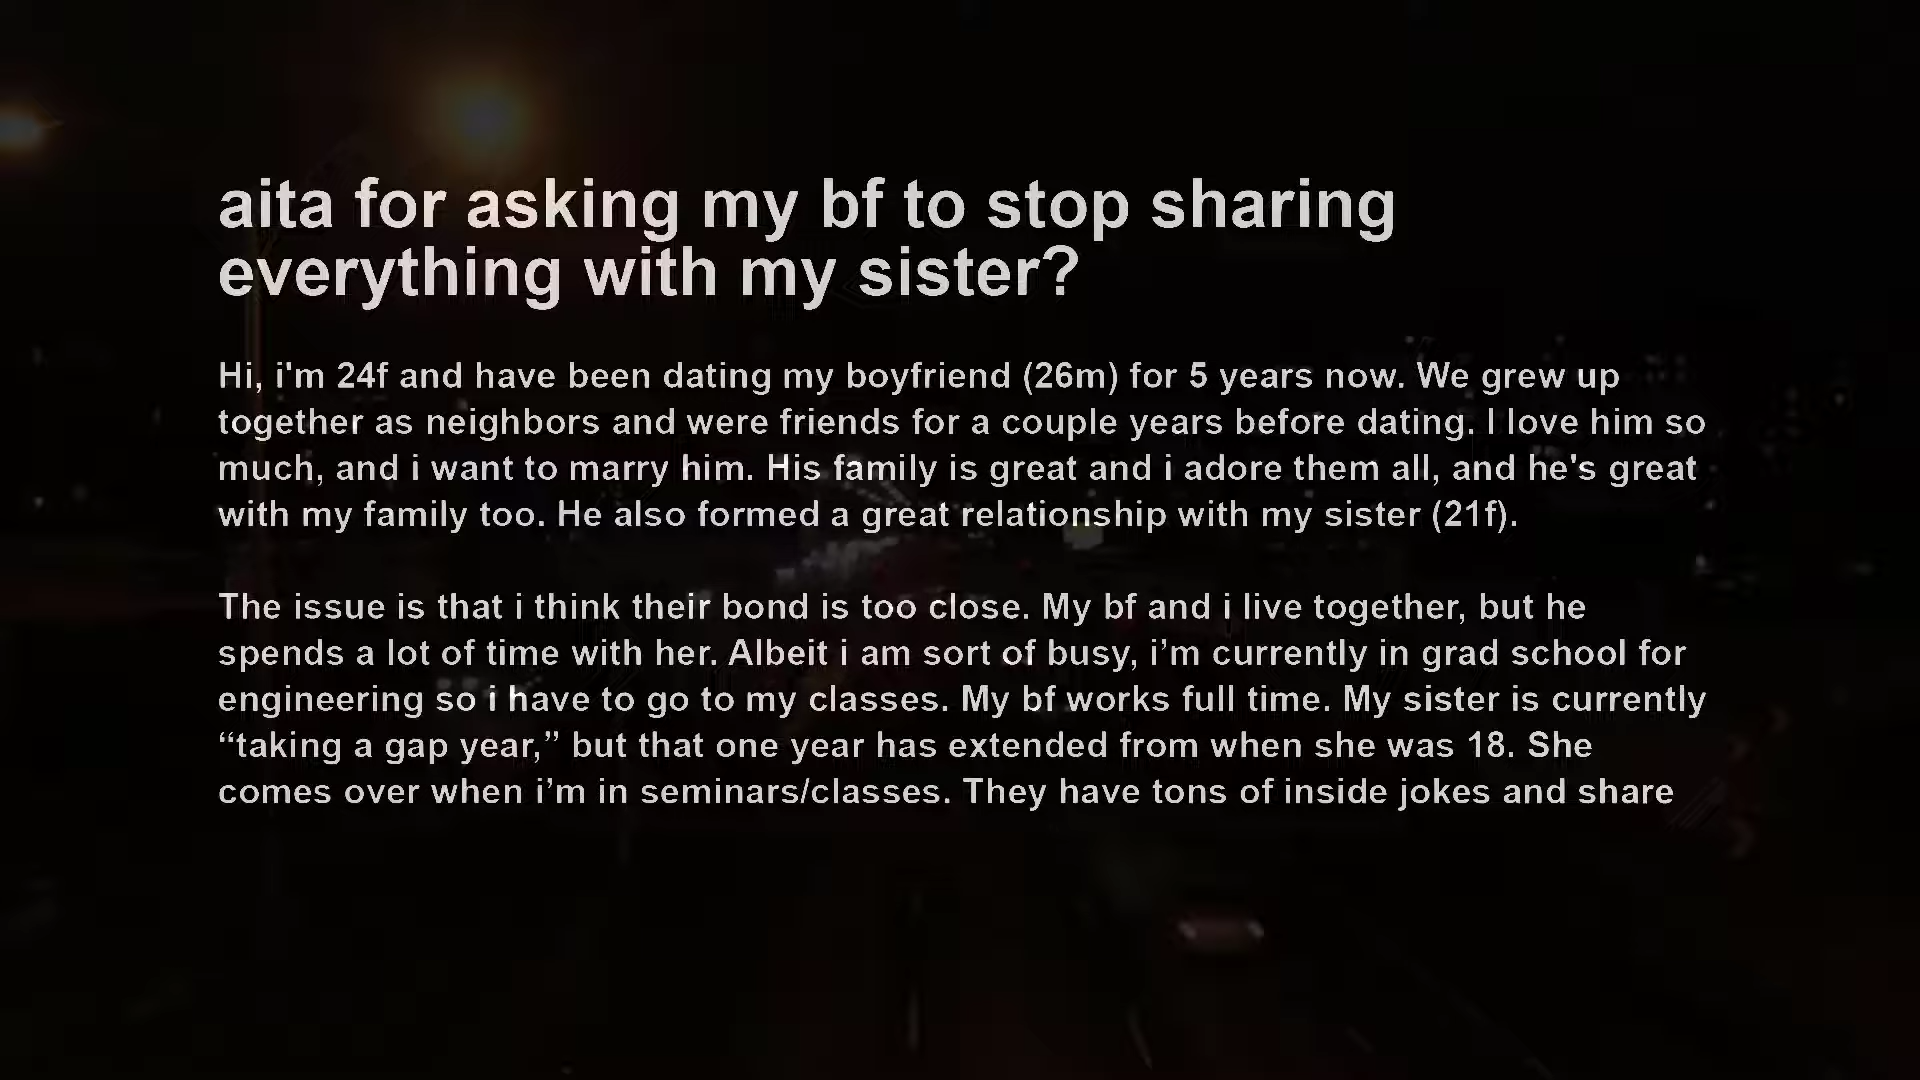 aita for asking my bf to stop sharing
everything with my sister?
Hi, i'm 24f and have been dating my boyfriend (26m) for 5 years now. We grew up
together as neighbors and were friends for a couple years before dating. I love him so
much, and i want to marry him. His family is great and i adore them all, and he's great
with my family too. He also formed a great relationship with my sister (21f).
The issue is that i think their bond is too close. My bf and i live together, but he
spends a lot of time with her. Albeit i am sort of busy, i’m currently in grad school for
engineering so i have to go to my classes. My bf works full time. My sister is currently
“taking a gap year,” but that one year has extended from when she was 18. She
comes over when i’m in seminars/classes. They have tons of inside jokes and share